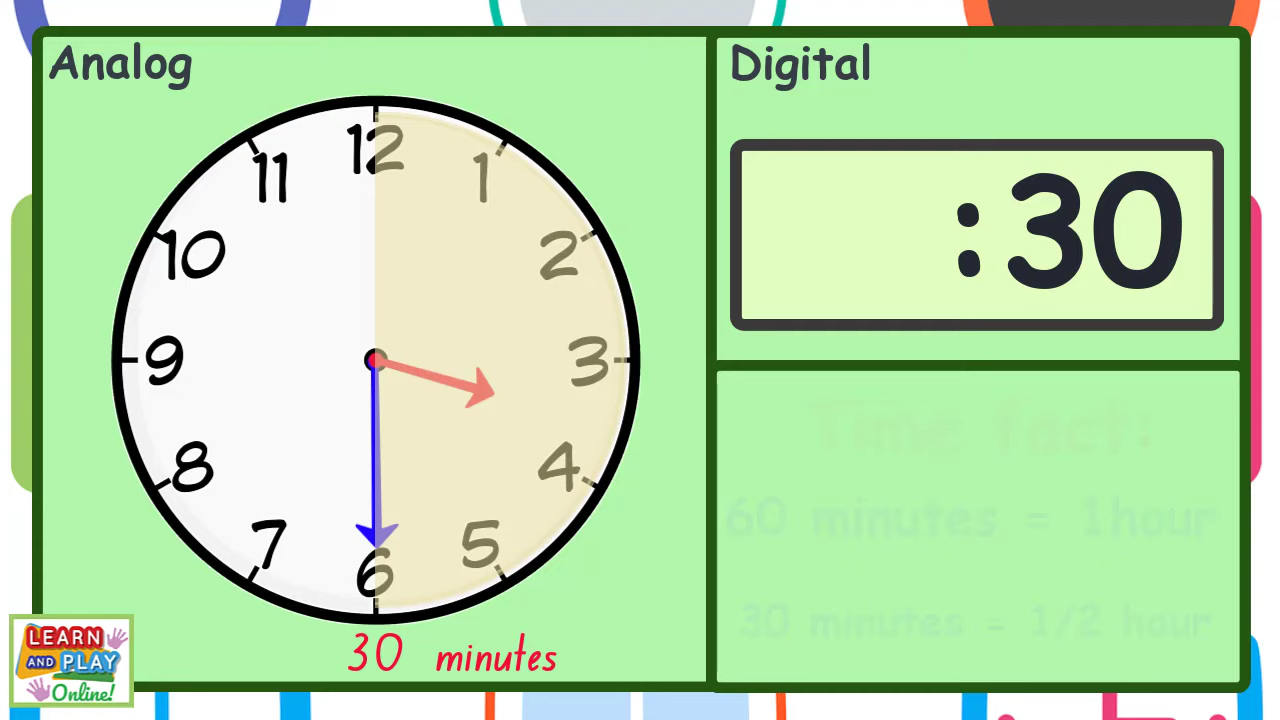 Analog
12
1
2
3
4
5
6
7
8
9
10
11
30 minutes
Digital
:30
Time fact:
60 minutes = 1hour
30 minutes = 1/2 hour
LEARN
AND PLAY
Online!